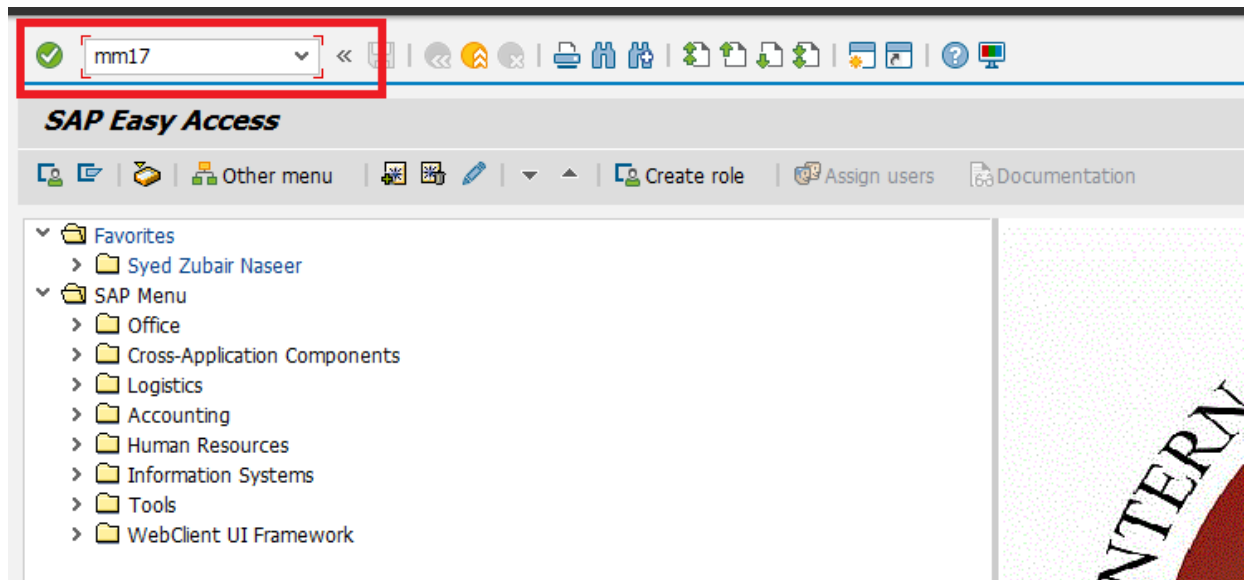 mm17
SAP Easy Access
Other menu Create role Assign users Documentation
Favorites
Syed Zubair Naseer
SAP Menu
Office
Cross-Application Components
Logistics
Accounting
Human Resources
Information Systems
Tools
WebClient UI Framework
INTERN